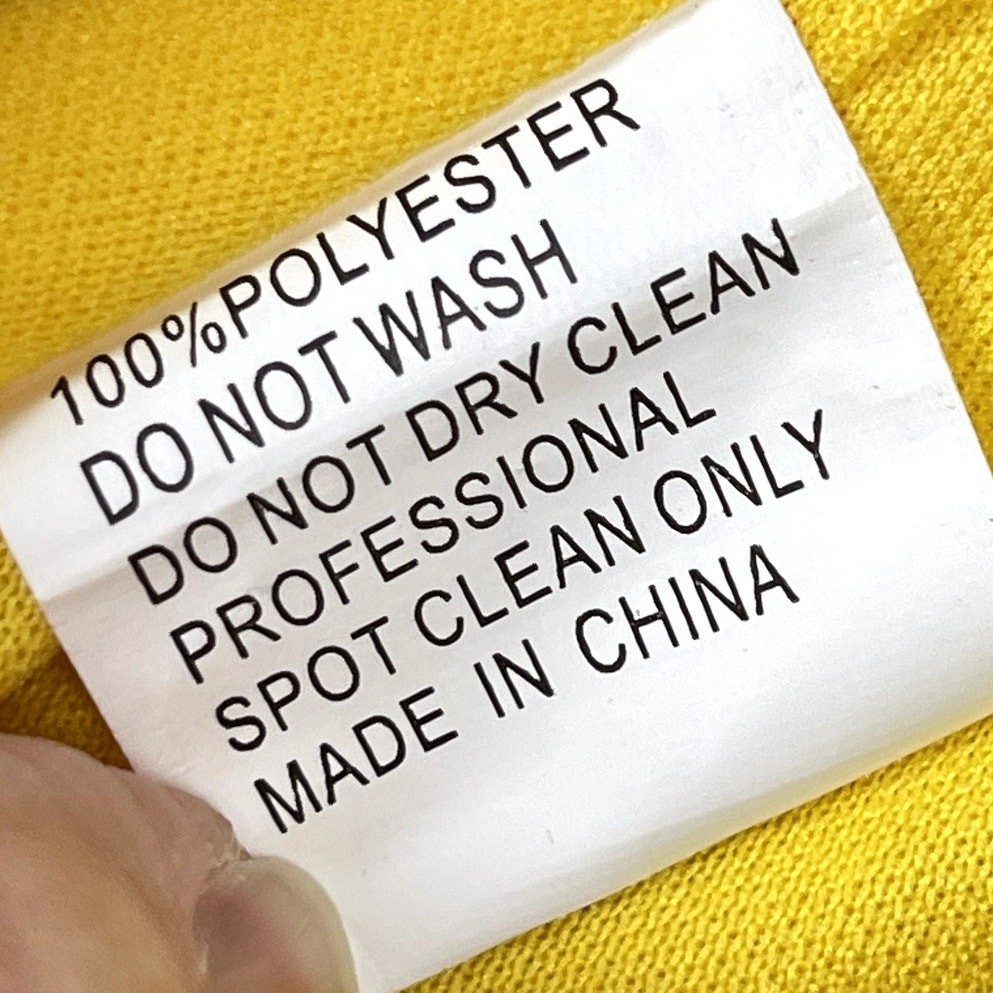 100%POLYESTER
DO NOT WASH
DO NOT DRY CLEAN
PROFESSIONAL
SPOT CLEAN ONLY
MADE IN CHINA